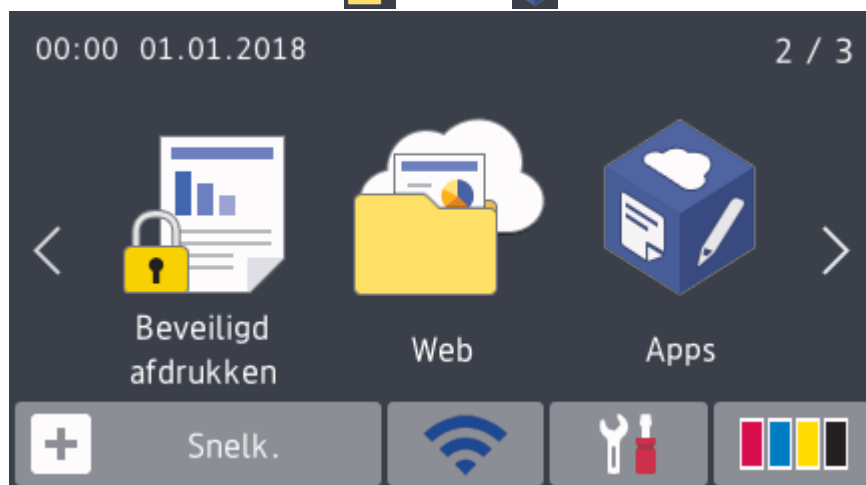 00:00 01.01.2018 2 / 3
Beveiligd
afdrukken
Web
Apps
Snelk.